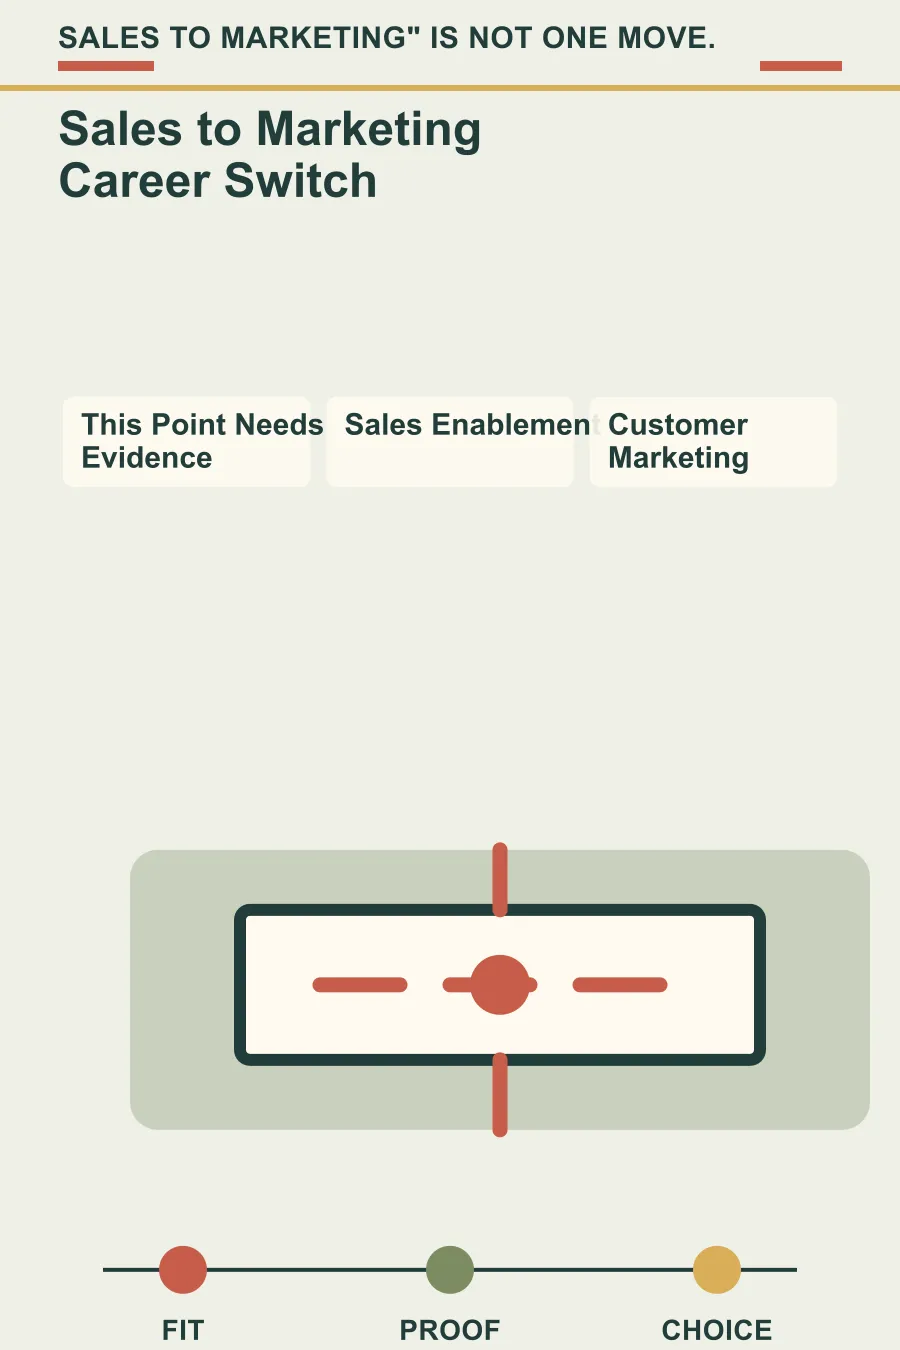 SALES TO MARKETING" IS NOT ONE MOVE.
Sales to Marketing
Career Switch
This Point Needs
Evidence
Sales Enablement
Customer
Marketing
FIT
PROOF
CHOICE